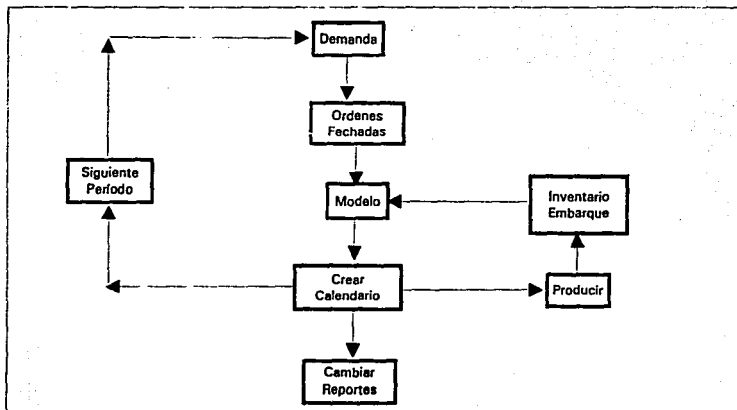 Demanda
Ordenes
Fechadas
Siguiente
Período
Modelo
Inventario
Embarque
Crear
Calendario
Producir
Cambiar
Reportes